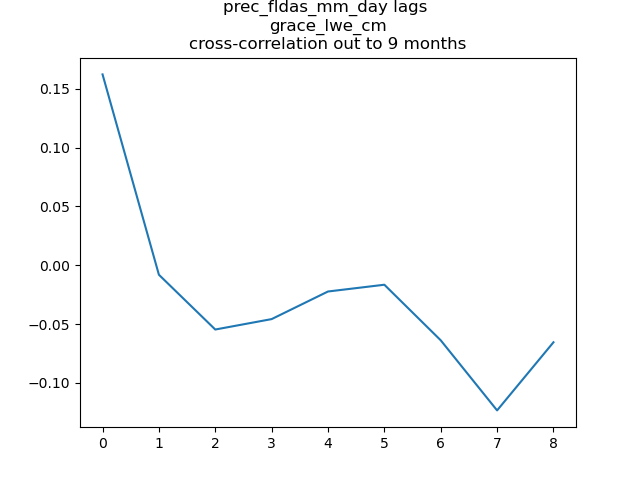 prec_fldas_mm_day lags
grace_lwe_cm
cross-correlation out to 9 months
0.15
0.10
0.05
0.00
−0.05
−0.10
0 1 2 3 4 5 6 7 8